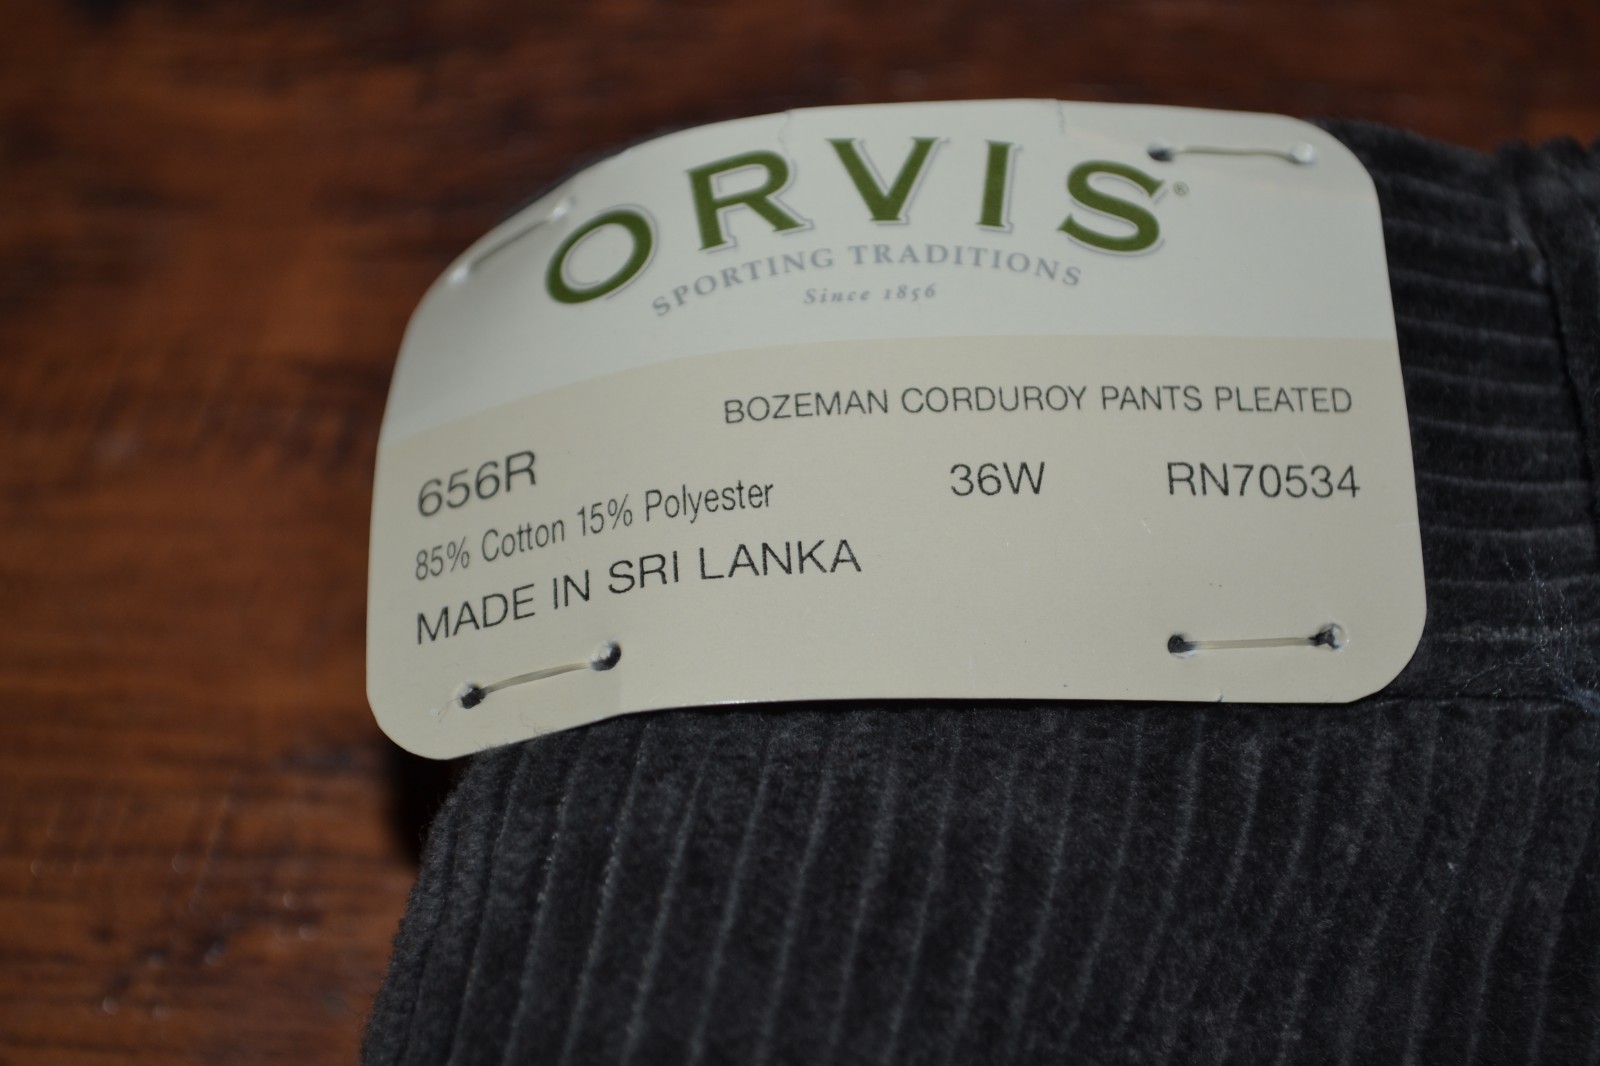 ORVIS®
SPORTING TRADITIONS
Since 1856
BOZEMAN CORDUROY PANTS PLEATED
656R 36W RN70534
85% Cotton 15% Polyester
MADE IN SRI LANKA